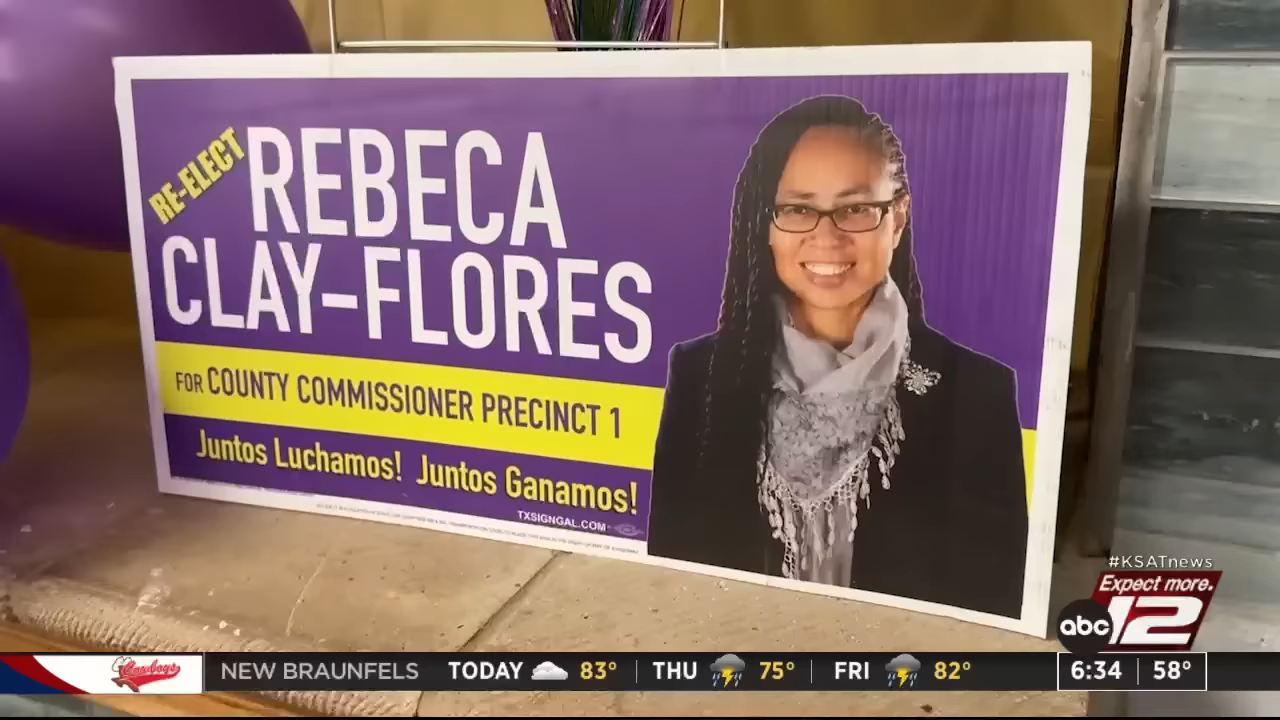 RE-ELECT
REBECA
CLAY-FLORES
FOR COUNTY COMMISSIONER PRECINCT 1
Juntos Luchamos! Juntos Ganamos!
TXSIGNGAL.COM
#KSATnews
Expect more.
abc 12
Cowboys
NEW BRAUNFELS TODAY 83° THU 75° FRI 82°
6:34 58°